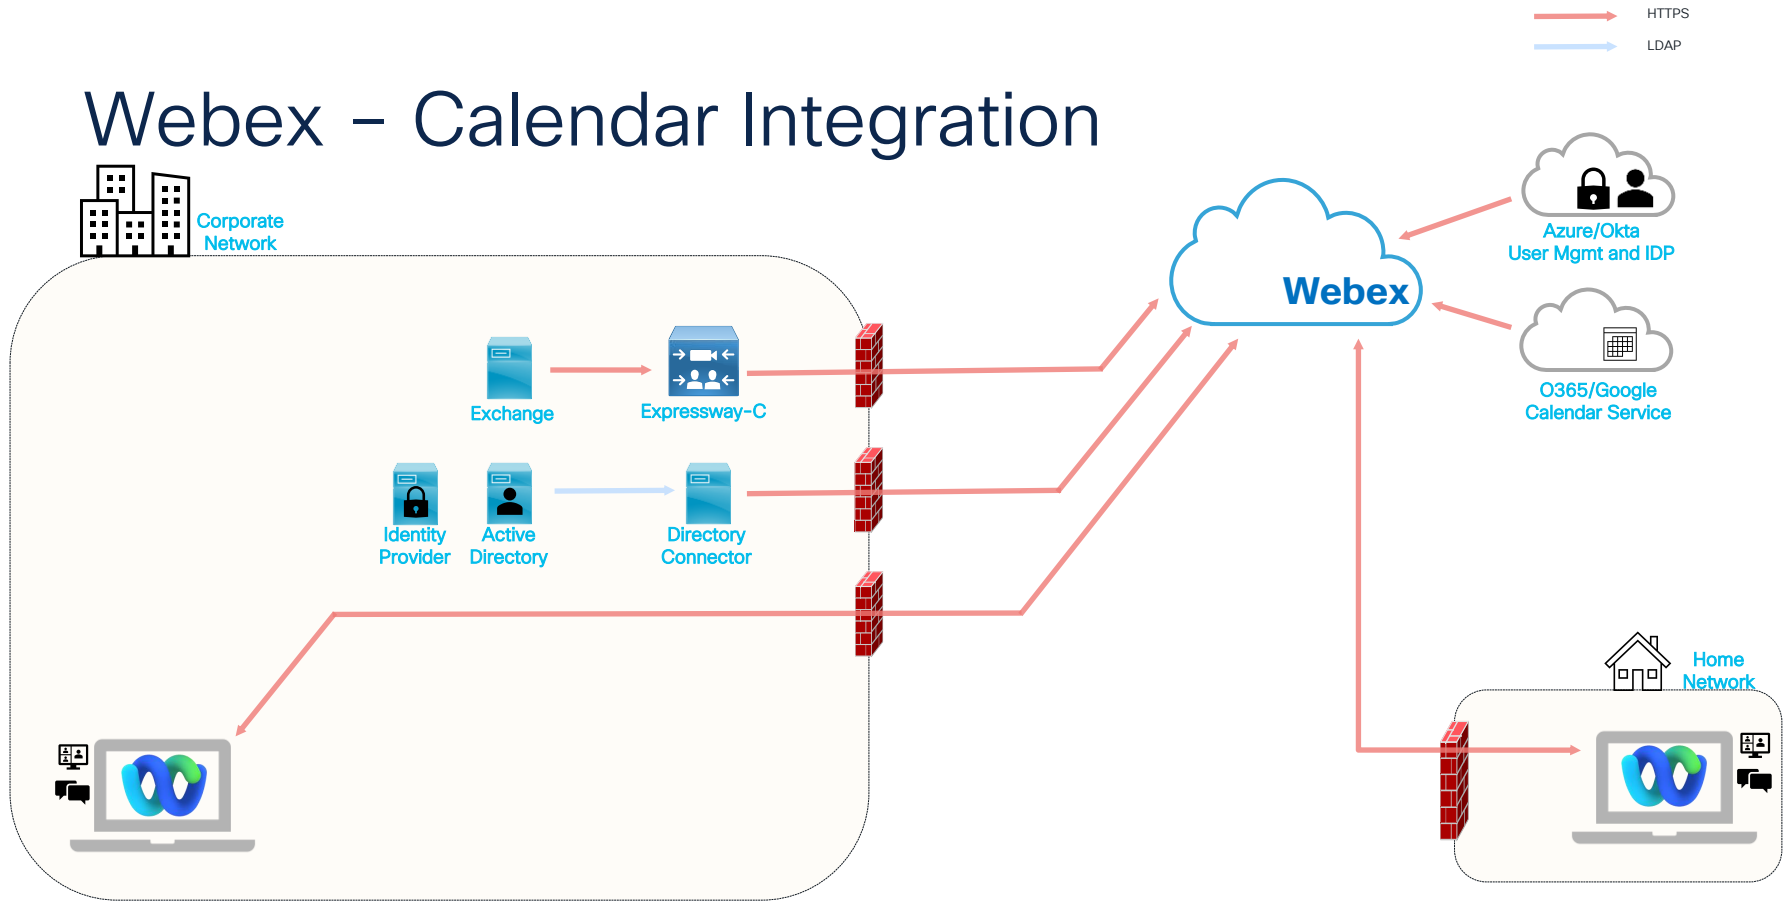 HTTPS
LDAP
Webex – Calendar Integration
Corporate
Network
Webex
Azure/Okta
User Mgmt and IDP
O365/Google
Calendar Service
Exchange
Expressway-C
Identity
Provider
Active
Directory
Directory
Connector
Home
Network